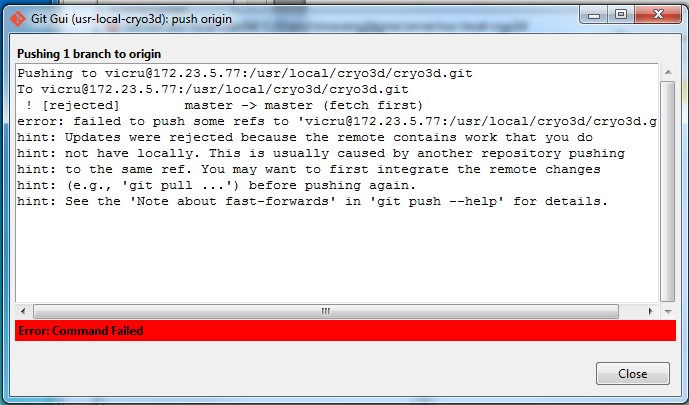 Git Gui (usr-local-cryo3d): push origin
Pushing 1 branch to origin
Pushing to vicru@172.23.5.77:/usr/local/cryo3d/cryo3d.git
To vicru@172.23.5.77:/usr/local/cryo3d/cryo3d.git
 ! [rejected]        master -> master (fetch first)
error: failed to push some refs to 'vicru@172.23.5.77:/usr/local/cryo3d/cryo3d.g
hint: Updates were rejected because the remote contains work that you do
hint: not have locally. This is usually caused by another repository pushing
hint: to the same ref. You may want to first integrate the remote changes
hint: (e.g., 'git pull ...') before pushing again.
hint: See the 'Note about fast-forwards' in 'git push --help' for details.
Error: Command Failed
Close